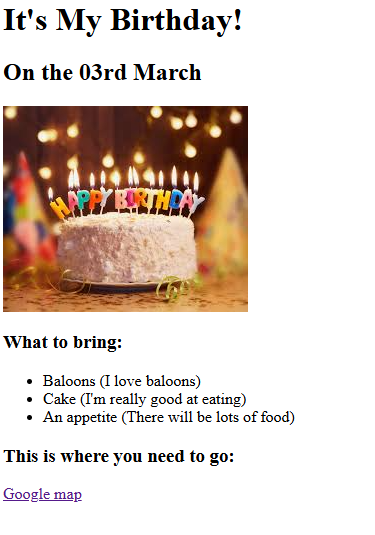 It's My Birthday!
On the 03rd March
HAPPY BIRTHDAY
What to bring:
Baloons (I love baloons)
Cake (I'm really good at eating)
An appetite (There will be lots of food)
This is where you need to go:
Google map